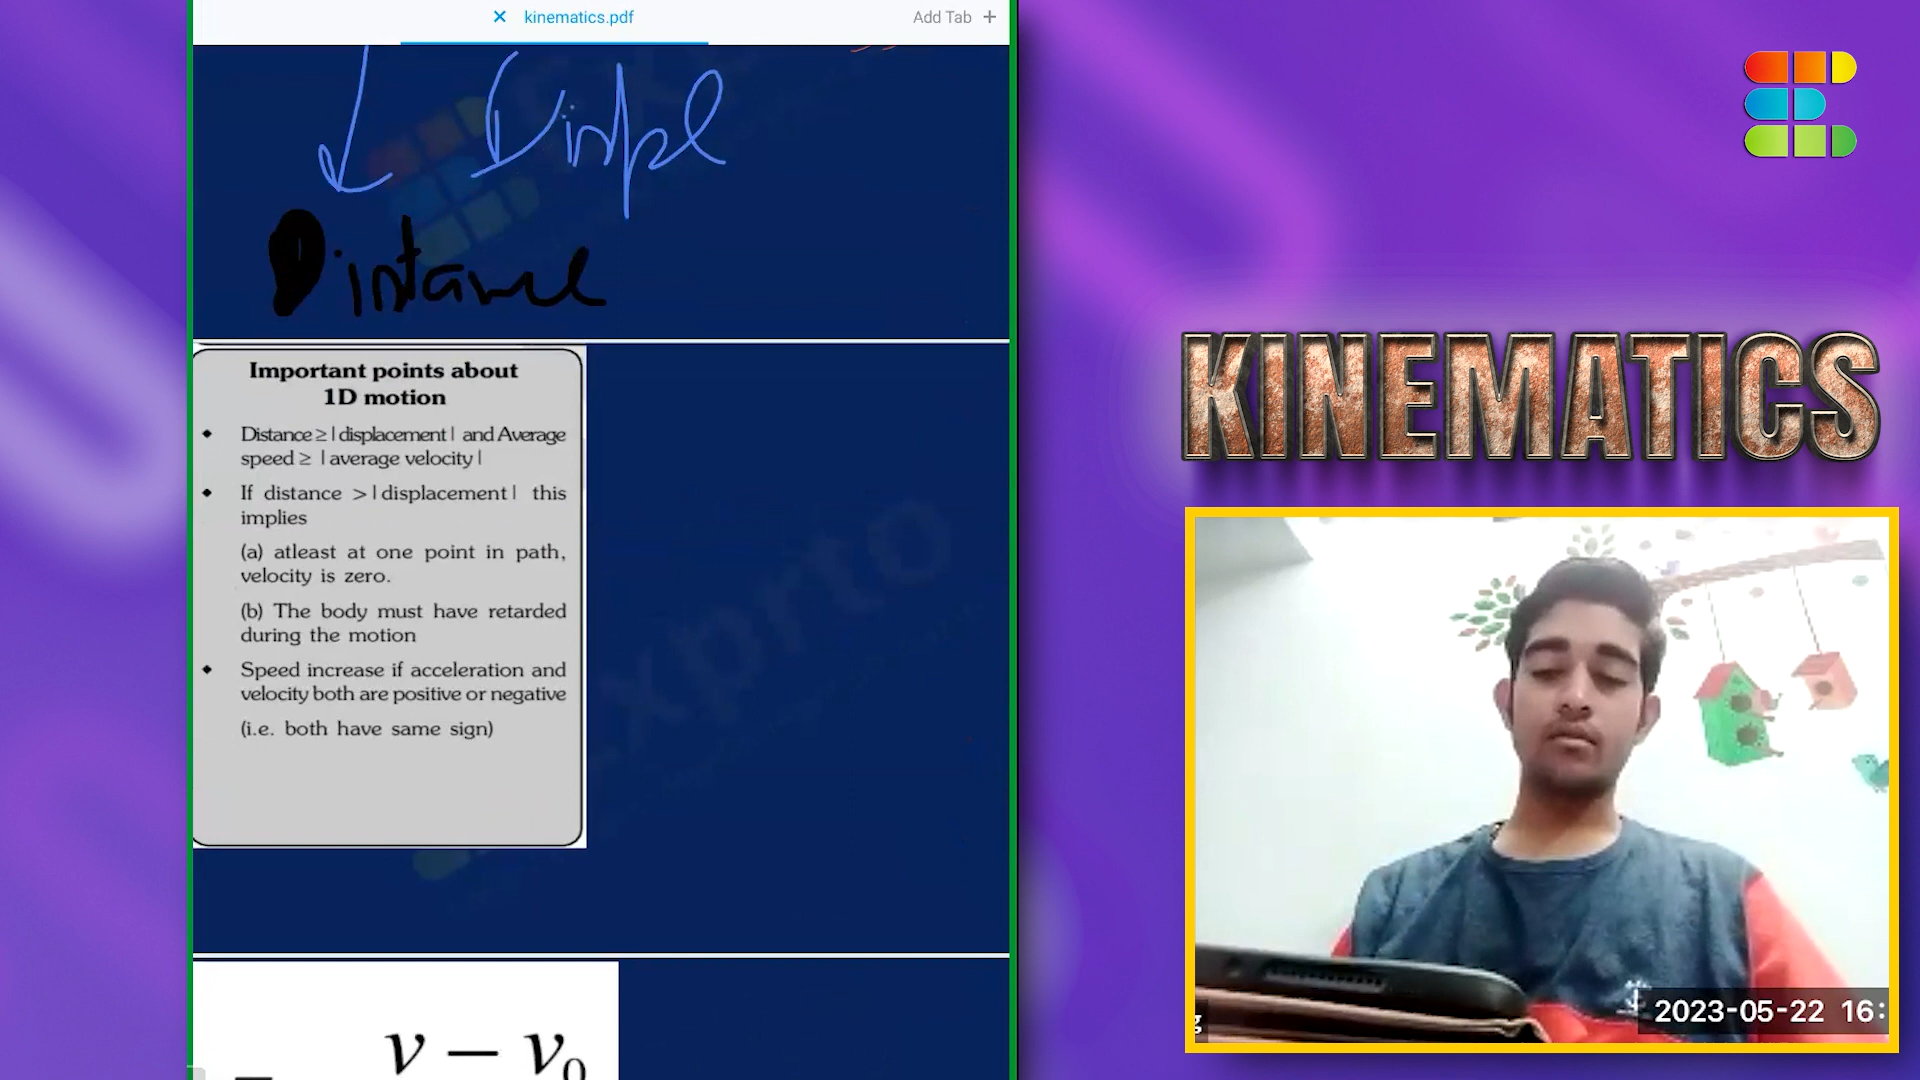 kinematics.pdf
Add Tab +
Displ
Distance
Important points about
1D motion
Distance ≥ | displacement | and Average
speed ≥ | average velocity |
If distance > | displacement | this
implies
(a) atleast at one point in path,
velocity is zero.
(b) The body must have retarded
during the motion
Speed increase if acceleration and
velocity both are positive or negative
(i.e. both have same sign)
v − v₀
KINEMATICS
2023-05-22 16: